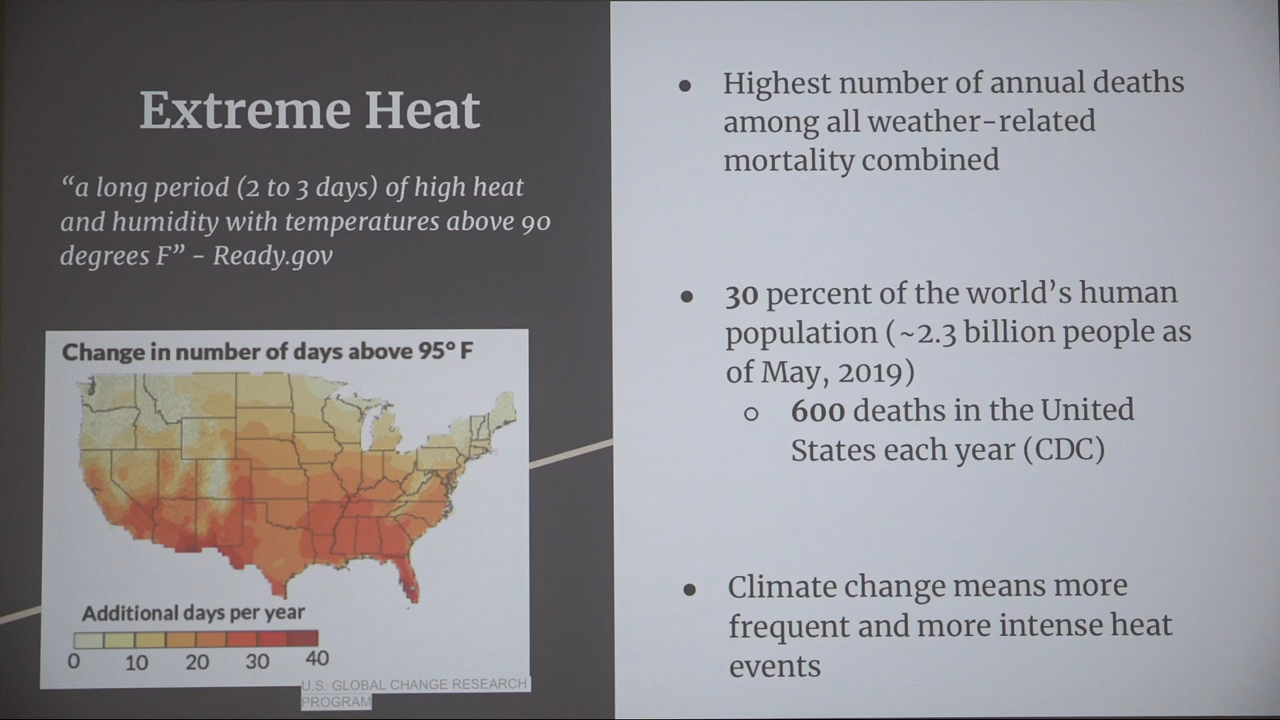 Extreme Heat
“a long period (2 to 3 days) of high heat
and humidity with temperatures above 90
degrees F” - Ready.gov
Change in number of days above 95° F
Additional days per year
0 10 20 30 40
U.S. GLOBAL CHANGE RESEARCH
PROGRAM
● Highest number of annual deaths
among all weather-related
mortality combined
● 30 percent of the world’s human
population (~2.3 billion people as
of May, 2019)
○ 600 deaths in the United
States each year (CDC)
● Climate change means more
frequent and more intense heat
events